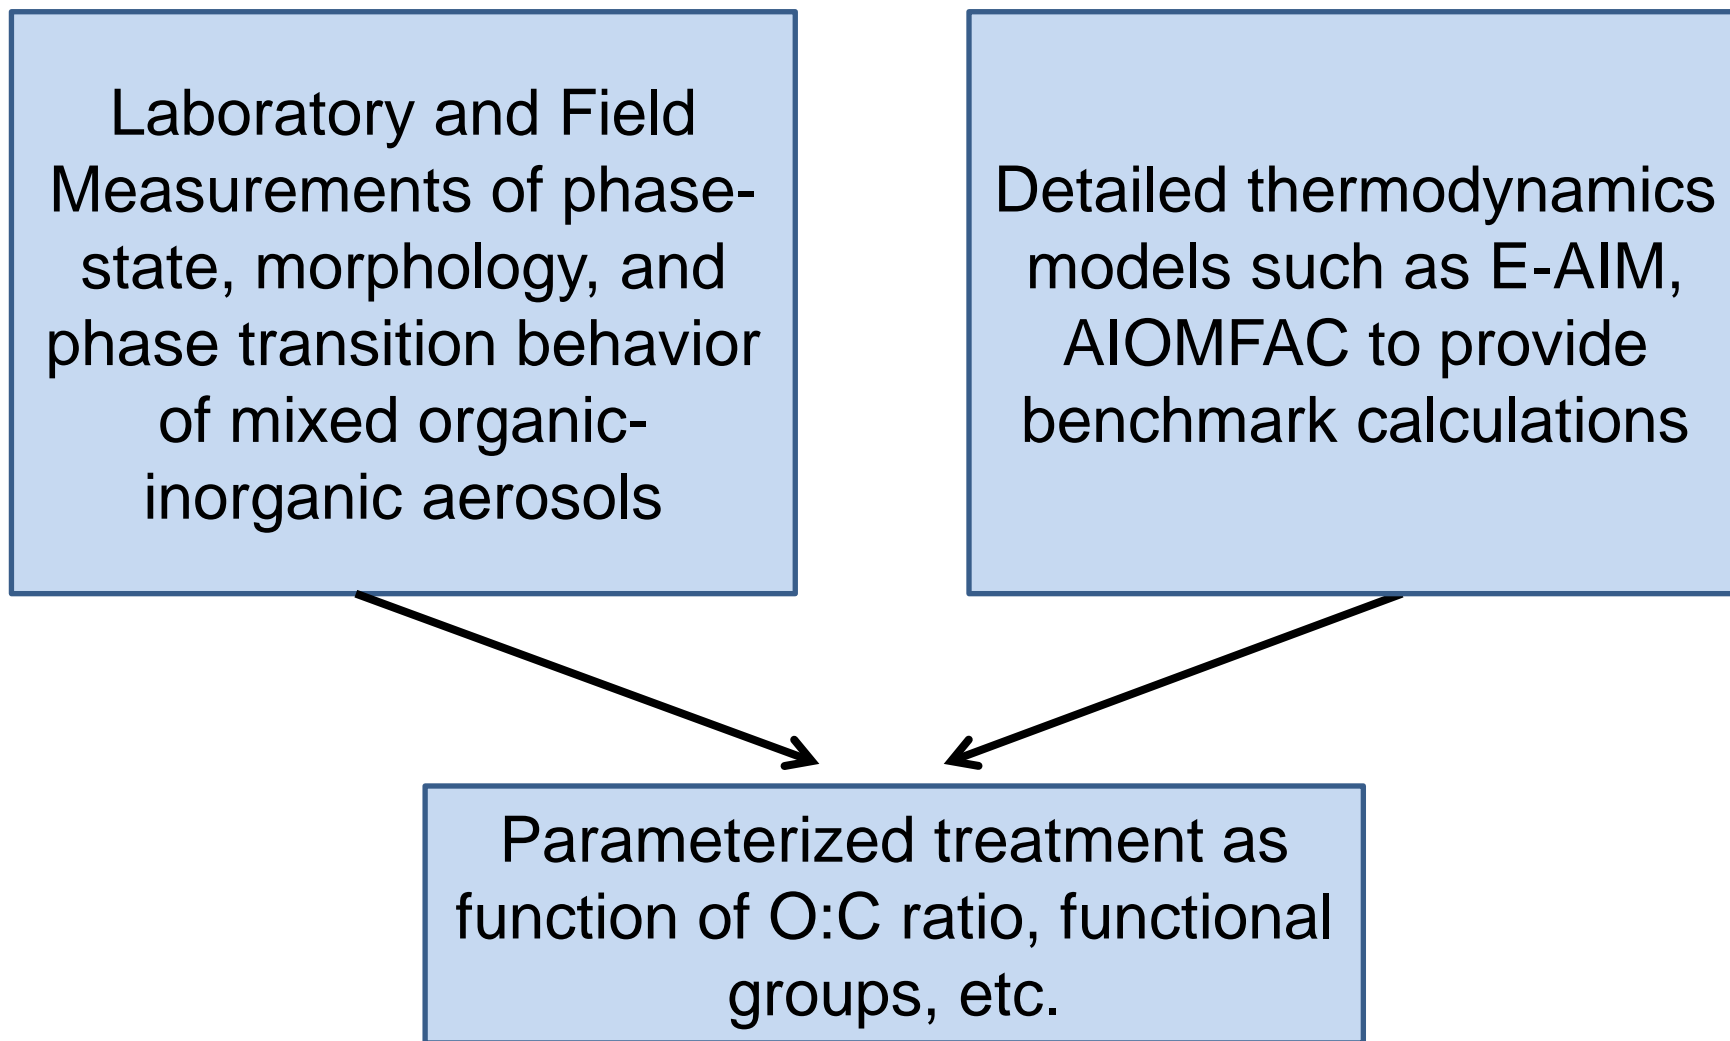 Laboratory and Field
Measurements of phase-
state, morphology, and
phase transition behavior
of mixed organic-
inorganic aerosols
Detailed thermodynamics
models such as E-AIM,
AIOMFAC to provide
benchmark calculations
Parameterized treatment as
function of O:C ratio, functional
groups, etc.